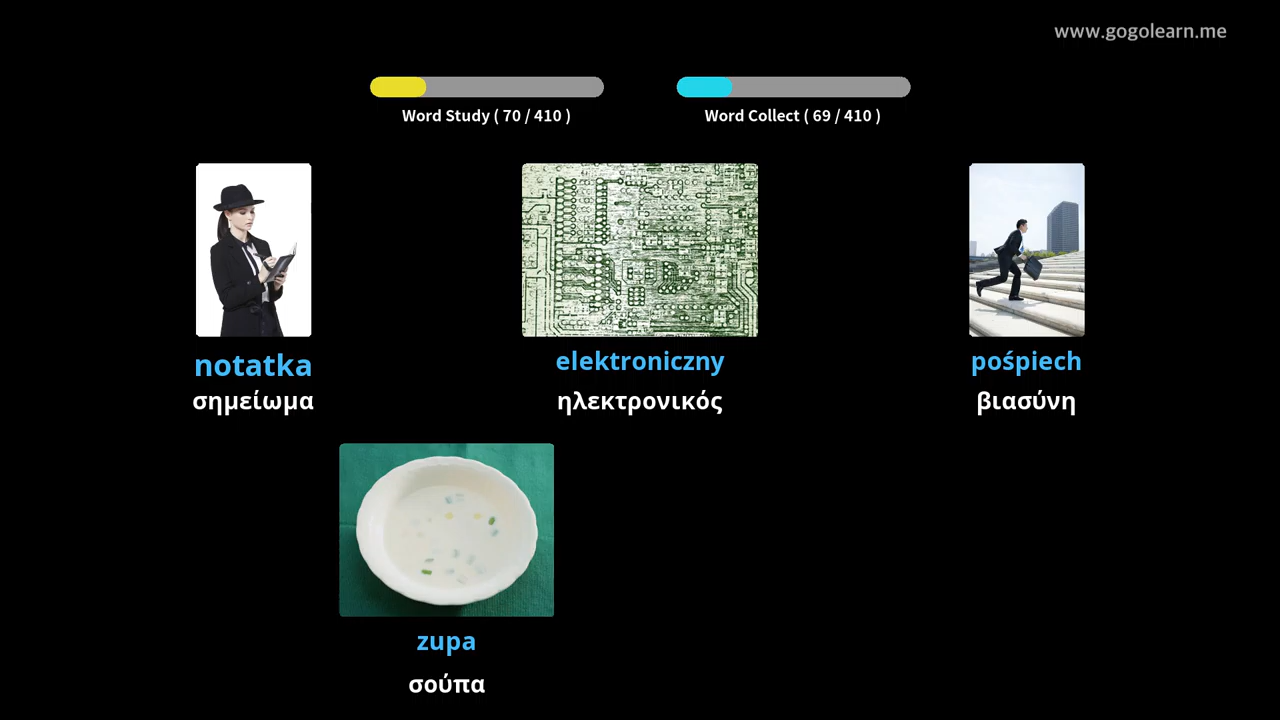 www.gogolearn.me
Word Study ( 70 / 410 )
Word Collect ( 69 / 410 )
notatka
σημείωμα
elektroniczny
ηλεκτρονικός
pośpiech
βιασύνη
zupa
σούπα